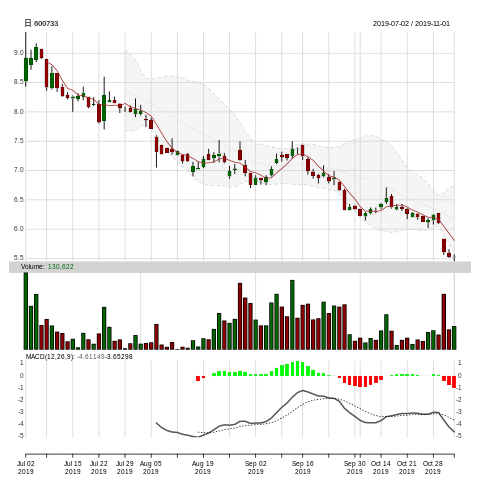 日 600733
2019-07-02 / 2019-11-01
9.0
8.5
8.0
7.5
7.0
6.5
6.0
5.5
Volume: 130,622
MACD(12,26,9): -4.61149-3.65298
1 1
0 0
-1 -1
-2 -2
-3 -3
-4 -4
-5 -5
Jul 02 Jul 15 Jul 22 Jul 29 Aug 05 Aug 19 Sep 02 Sep 16 Sep 30 Oct 14 Oct 21 Oct 28
2019 2019 2019 2019 2019 2019 2019 2019 2019 2019 2019 2019